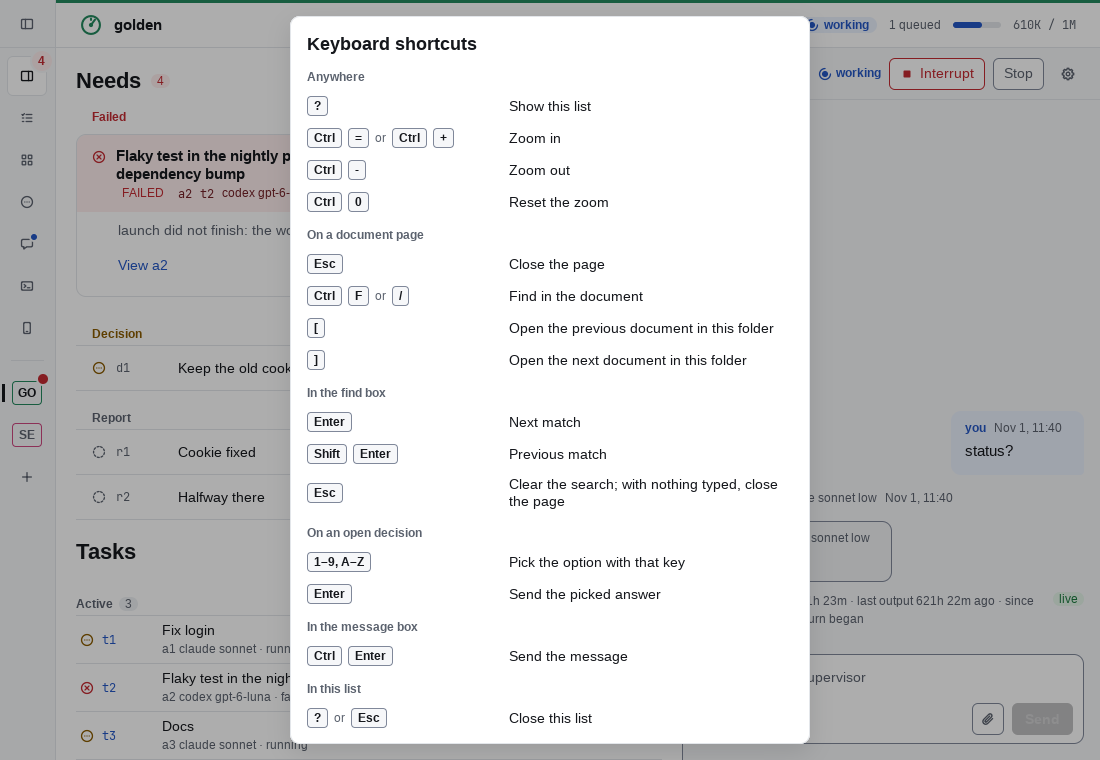 golden
working
1 queued
610K / 1M
4
Needs 4
Failed
Flaky test in the nightly
dependency bump
FAILED a2 t2 codex gpt-6-
launch did not finish: the
View a2
Decision
d1 Keep the old
Report
r1 Cookie fixed
r2 Halfway there
Tasks
Active 3
t1 Fix login
a1 claude sonnet ·
t2 Flaky test in the
a2 codex gpt-6-luna ·
t3 Docs
a3 claude sonnet · running
GO
SE
Keyboard shortcuts
Anywhere
? Show this list
Ctrl = or Ctrl + Zoom in
Ctrl - Zoom out
Ctrl 0 Reset the zoom
On a document page
Esc Close the page
Ctrl F or / Find in the document
[ Open the previous document in this folder
] Open the next document in this folder
In the find box
Enter Next match
Shift Enter Previous match
Esc Clear the search; with nothing typed, close
the page
On an open decision
1–9, A–Z Pick the option with that key
Enter Send the picked answer
In the message box
Ctrl Enter Send the message
In this list
? or Esc Close this list
working
Interrupt
Stop
you Nov 1, 11:40
status?
sonnet low Nov 1, 11:40
sonnet low
23m · last output 621h 22m ago · since
began
live
Send